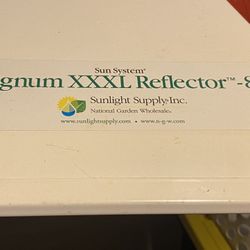 Sun System®
gnum XXXL Reflector™-8
Sunlight Supply Inc.
National Garden Wholesale®
www.sunlightsupply.com • www.n-g-w.com